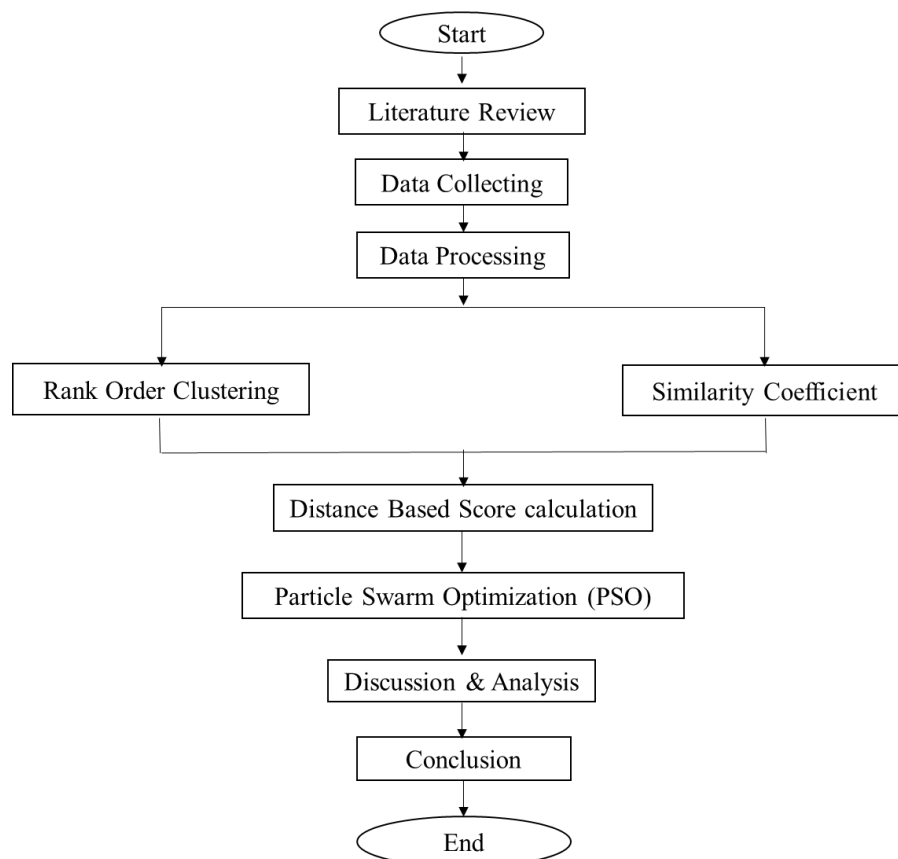 Start
Literature Review
Data Collecting
Data Processing
Rank Order Clustering
Similarity Coefficient
Distance Based Score calculation
Particle Swarm Optimization (PSO)
Discussion & Analysis
Conclusion
End